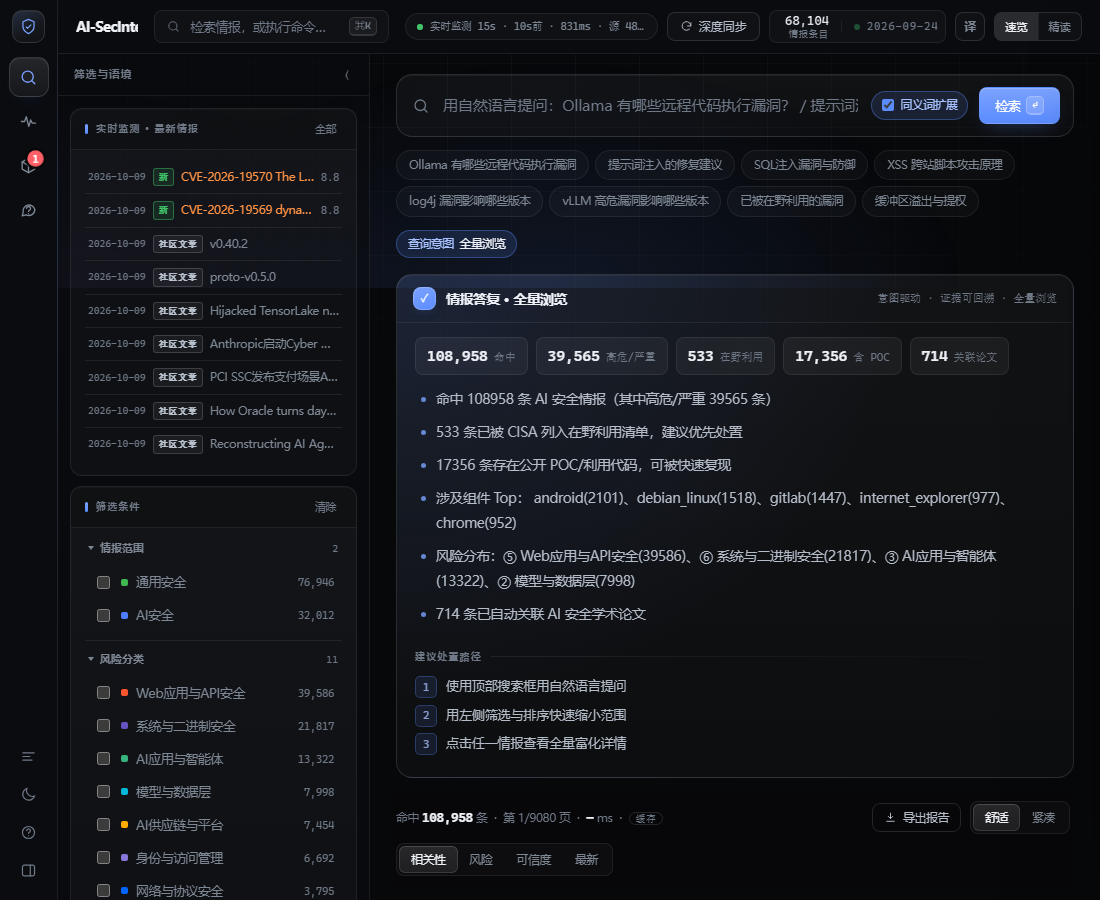 AI-SecInte
检索情报，或执行命令...
⌘K
实时监测 15s · 10s前 · 831ms · 源 48…
深度同步
68,104
情报条目
2026-09-24
译
速览
精读
筛选与语境
实时监测 • 最新情报
全部
2026-10-09 新 CVE-2026-19570 The L... 8.8
2026-10-09 新 CVE-2026-19569 dyna... 8.8
2026-10-09 社区文章 v0.40.2
2026-10-09 社区文章 proto-v0.5.0
2026-10-09 社区文章 Hijacked TensorLake n...
2026-10-09 社区文章 Anthropic启动Cyber ...
2026-10-09 社区文章 PCI SSC发布支付场景A...
2026-10-09 社区文章 How Oracle turns day...
2026-10-09 社区文章 Reconstructing AI Ag...
筛选条件
清除
情报范围 2
通用安全 76,946
AI安全 32,012
风险分类 11
Web应用与API安全 39,586
系统与二进制安全 21,817
AI应用与智能体 13,322
模型与数据层 7,998
AI供应链与平台 7,454
身份与访问管理 6,692
网络与协议安全 3,795
1
用自然语言提问：Ollama 有哪些远程代码执行漏洞？ / 提示词
同义词扩展
检索 ↵
Ollama 有哪些远程代码执行漏洞
提示词注入的修复建议
SQL注入漏洞与防御
XSS 跨站脚本攻击原理
log4j 漏洞影响哪些版本
vLLM 高危漏洞影响哪些版本
已被在野利用的漏洞
缓冲区溢出与提权
查询意图 全量浏览
情报答复 • 全量浏览
意图驱动 · 证据可回溯 · 全量浏览
108,958 命中
39,565 高危/严重
533 在野利用
17,356 含 POC
714 关联论文
命中 108958 条 AI 安全情报（其中高危/严重 39565 条）
533 条已被 CISA 列入在野利用清单，建议优先处置
17356 条存在公开 POC/利用代码，可被快速复现
涉及组件 Top： android(2101)、debian_linux(1518)、gitlab(1447)、internet_explorer(977)、
chrome(952)
风险分布：⑤ Web应用与API安全(39586)、⑥ 系统与二进制安全(21817)、③ AI应用与智能体
(13322)、② 模型与数据层(7998)
714 条已自动关联 AI 安全学术论文
建议处置路径
1 使用顶部搜索框用自然语言提问
2 用左侧筛选与排序快速缩小范围
3 点击任一情报查看全量富化详情
命中 108,958 条 · 第 1/9080 页 · – ms · 缓存
导出报告
舒适
紧凑
相关性
风险
可信度
最新